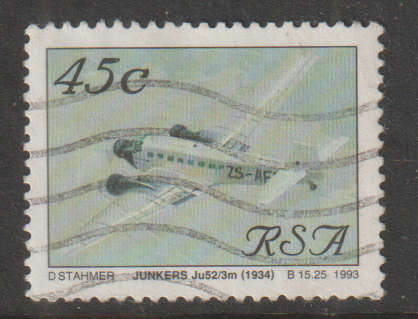 45c
ZS-AF
RSA
D STAHMER JUNKERS Ju52/3m (1934) B 15.25 1993